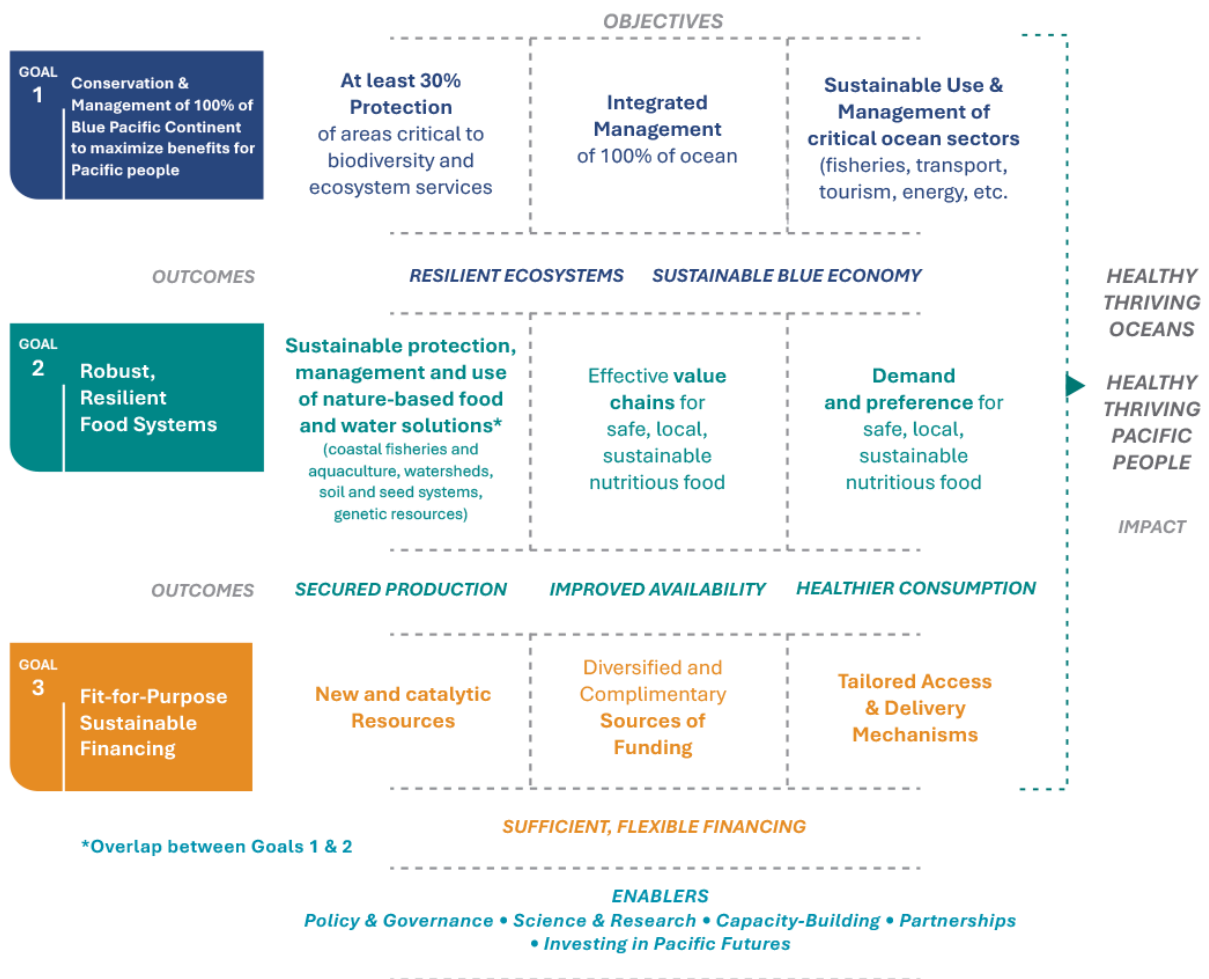 OBJECTIVES
GOAL
1
Conservation &
Management of 100% of
Blue Pacific Continent
to maximize benefits for
Pacific people
At least 30%
Protection
of areas critical to
biodiversity and
ecosystem services
Integrated
Management
of 100% of ocean
Sustainable Use &
Management of
critical ocean sectors
(fisheries, transport,
tourism, energy, etc.
OUTCOMES
RESILIENT ECOSYSTEMS
SUSTAINABLE BLUE ECONOMY
GOAL
2
Robust,
Resilient
Food Systems
Sustainable protection,
management and use
of nature-based food
and water solutions*
(coastal fisheries and
aquaculture, watersheds,
soil and seed systems,
genetic resources)
Effective value
chains for
safe, local,
sustainable
nutritious food
Demand
and preference for
safe, local,
sustainable
nutritious food
OUTCOMES
SECURED PRODUCTION
IMPROVED AVAILABILITY
HEALTHIER CONSUMPTION
GOAL
3
Fit-for-Purpose
Sustainable
Financing
New and catalytic
Resources
Diversified and
Complimentary
Sources of
Funding
Tailored Access
& Delivery
Mechanisms
SUFFICIENT, FLEXIBLE FINANCING
*Overlap between Goals 1 & 2
ENABLERS
Policy & Governance • Science & Research • Capacity-Building • Partnerships
• Investing in Pacific Futures
HEALTHY
THRIVING
OCEANS
HEALTHY
THRIVING
PACIFIC
PEOPLE
IMPACT